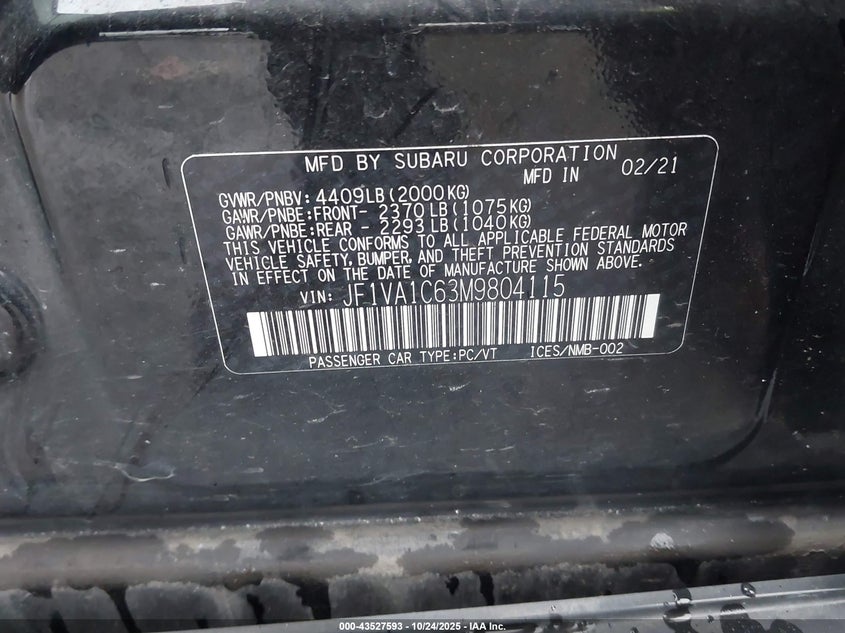 MFD BY SUBARU CORPORATION
MFD IN 02/21
GVWR/PNBV: 4409LB(2000KG)
GAWR/PNBE:FRONT- 2370LB(1075KG)
GAWR/PNBE:REAR - 2293LB(1040KG)
THIS VEHICLE CONFORMS TO ALL APPLICABLE FEDERAL MOTOR
VEHICLE SAFETY, BUMPER, AND THEFT PREVENTION STANDARDS
IN EFFECT ON THE DATE OF MANUFACTURE SHOWN ABOVE.
VIN: JF1VA1C63M9804115
PASSENGER CAR TYPE:PC/VT ICES/NMB-002
000-43527593 - 10/24/2025 - IAA, Inc.